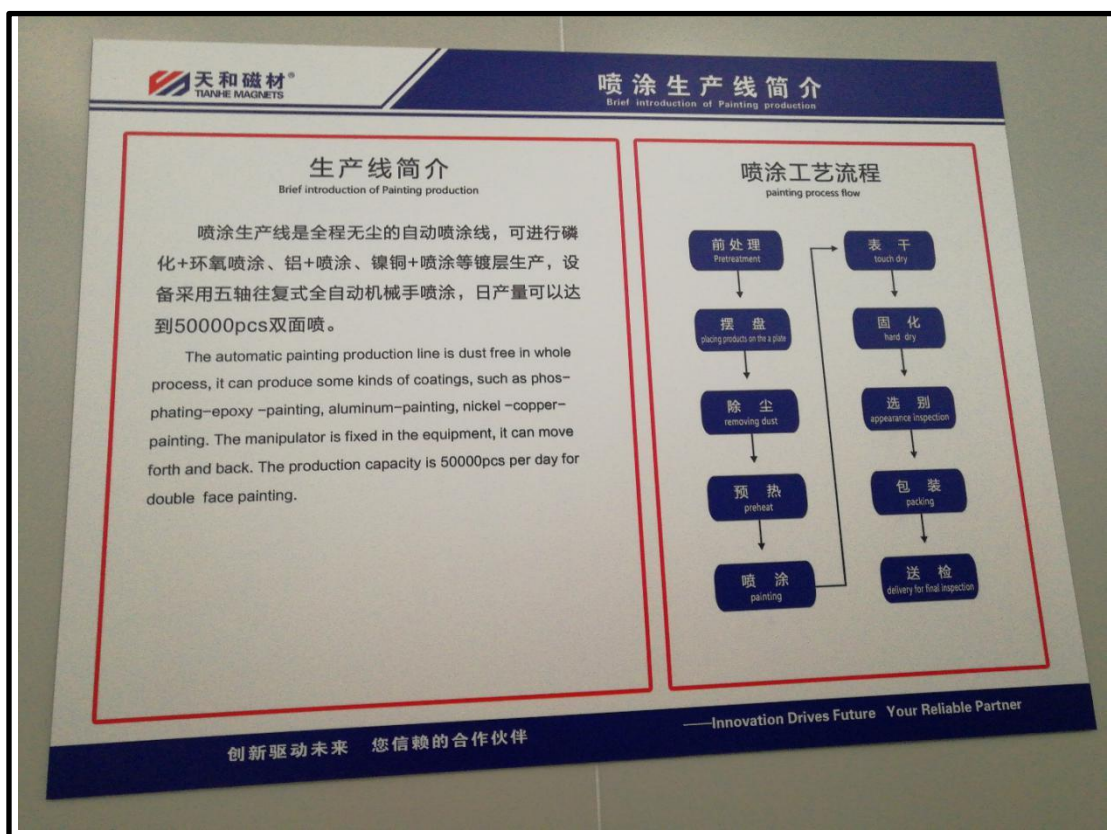 天和磁材®
TIANHE MAGNETS
喷涂生产线简介
Brief introduction of Painting production
生产线简介
Brief introduction of Painting production
喷涂生产线是全程无尘的自动喷涂线，可进行磷
化+环氧喷涂、铝+喷涂、镍铜+喷涂等镀层生产，设
备采用五轴往复式全自动机械手喷涂，日产量可以达
到50000pcs双面喷。
The automatic painting production line is dust free in whole
process, it can produce some kinds of coatings, such as phos-
phating-epoxy -painting, aluminum-painting, nickel -copper-
painting. The manipulator is fixed in the equipment, it can move
forth and back. The production capacity is 50000pcs per day for
double face painting.
喷涂工艺流程
painting process flow
前处理
Pretreatment
摆 盘
placing products on the a plate
除 尘
removing dust
预 热
preheat
喷 涂
painting
表 干
touch dry
固 化
hard dry
选 别
appearance inspection
包 装
packing
送 检
delivery for final inspection
创新驱动未来 您信赖的合作伙伴
——Innovation Drives Future Your Reliable Partner